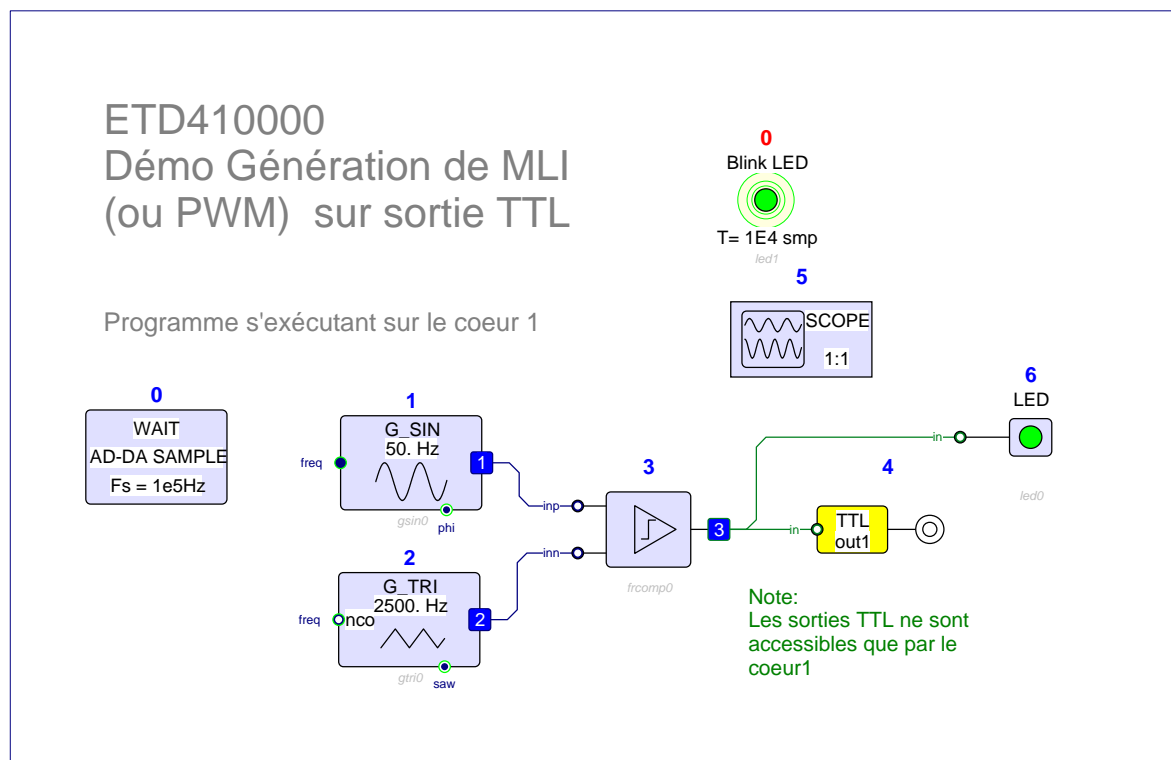 ETD410000
Démo Génération de MLI
(ou PWM)  sur sortie TTL
Programme s'exécutant sur le coeur 1
0
Blink LED
T= 1E4 smp
led1
5
SCOPE
1:1
0
WAIT
AD-DA SAMPLE
Fs = 1e5Hz
1
G_SIN
50. Hz
freq
1
gsin0
phi
2
G_TRI
2500. Hz
freq
nco
2
gtri0
saw
3
inp
inn
frcomp0
3
4
in
TTL
out1
6
LED
in
led0
Note:
Les sorties TTL ne sont
accessibles que par le
coeur1